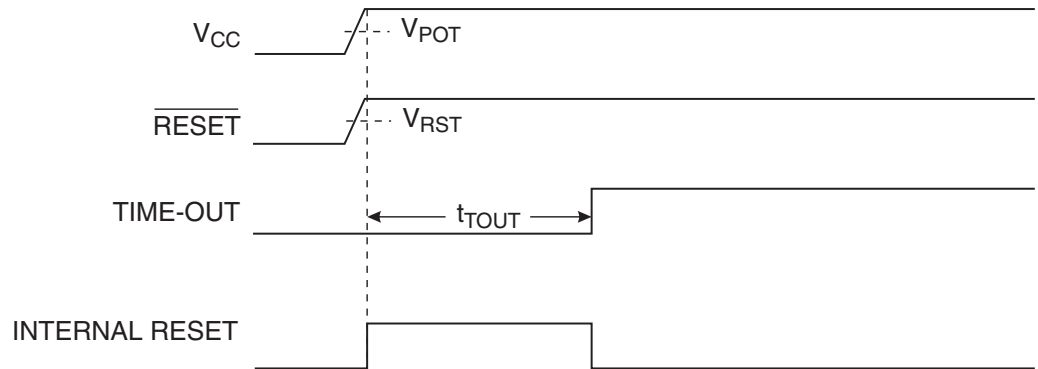 VCC
VPOT
RESET
VRST
TIME-OUT
tTOUT
INTERNAL RESET